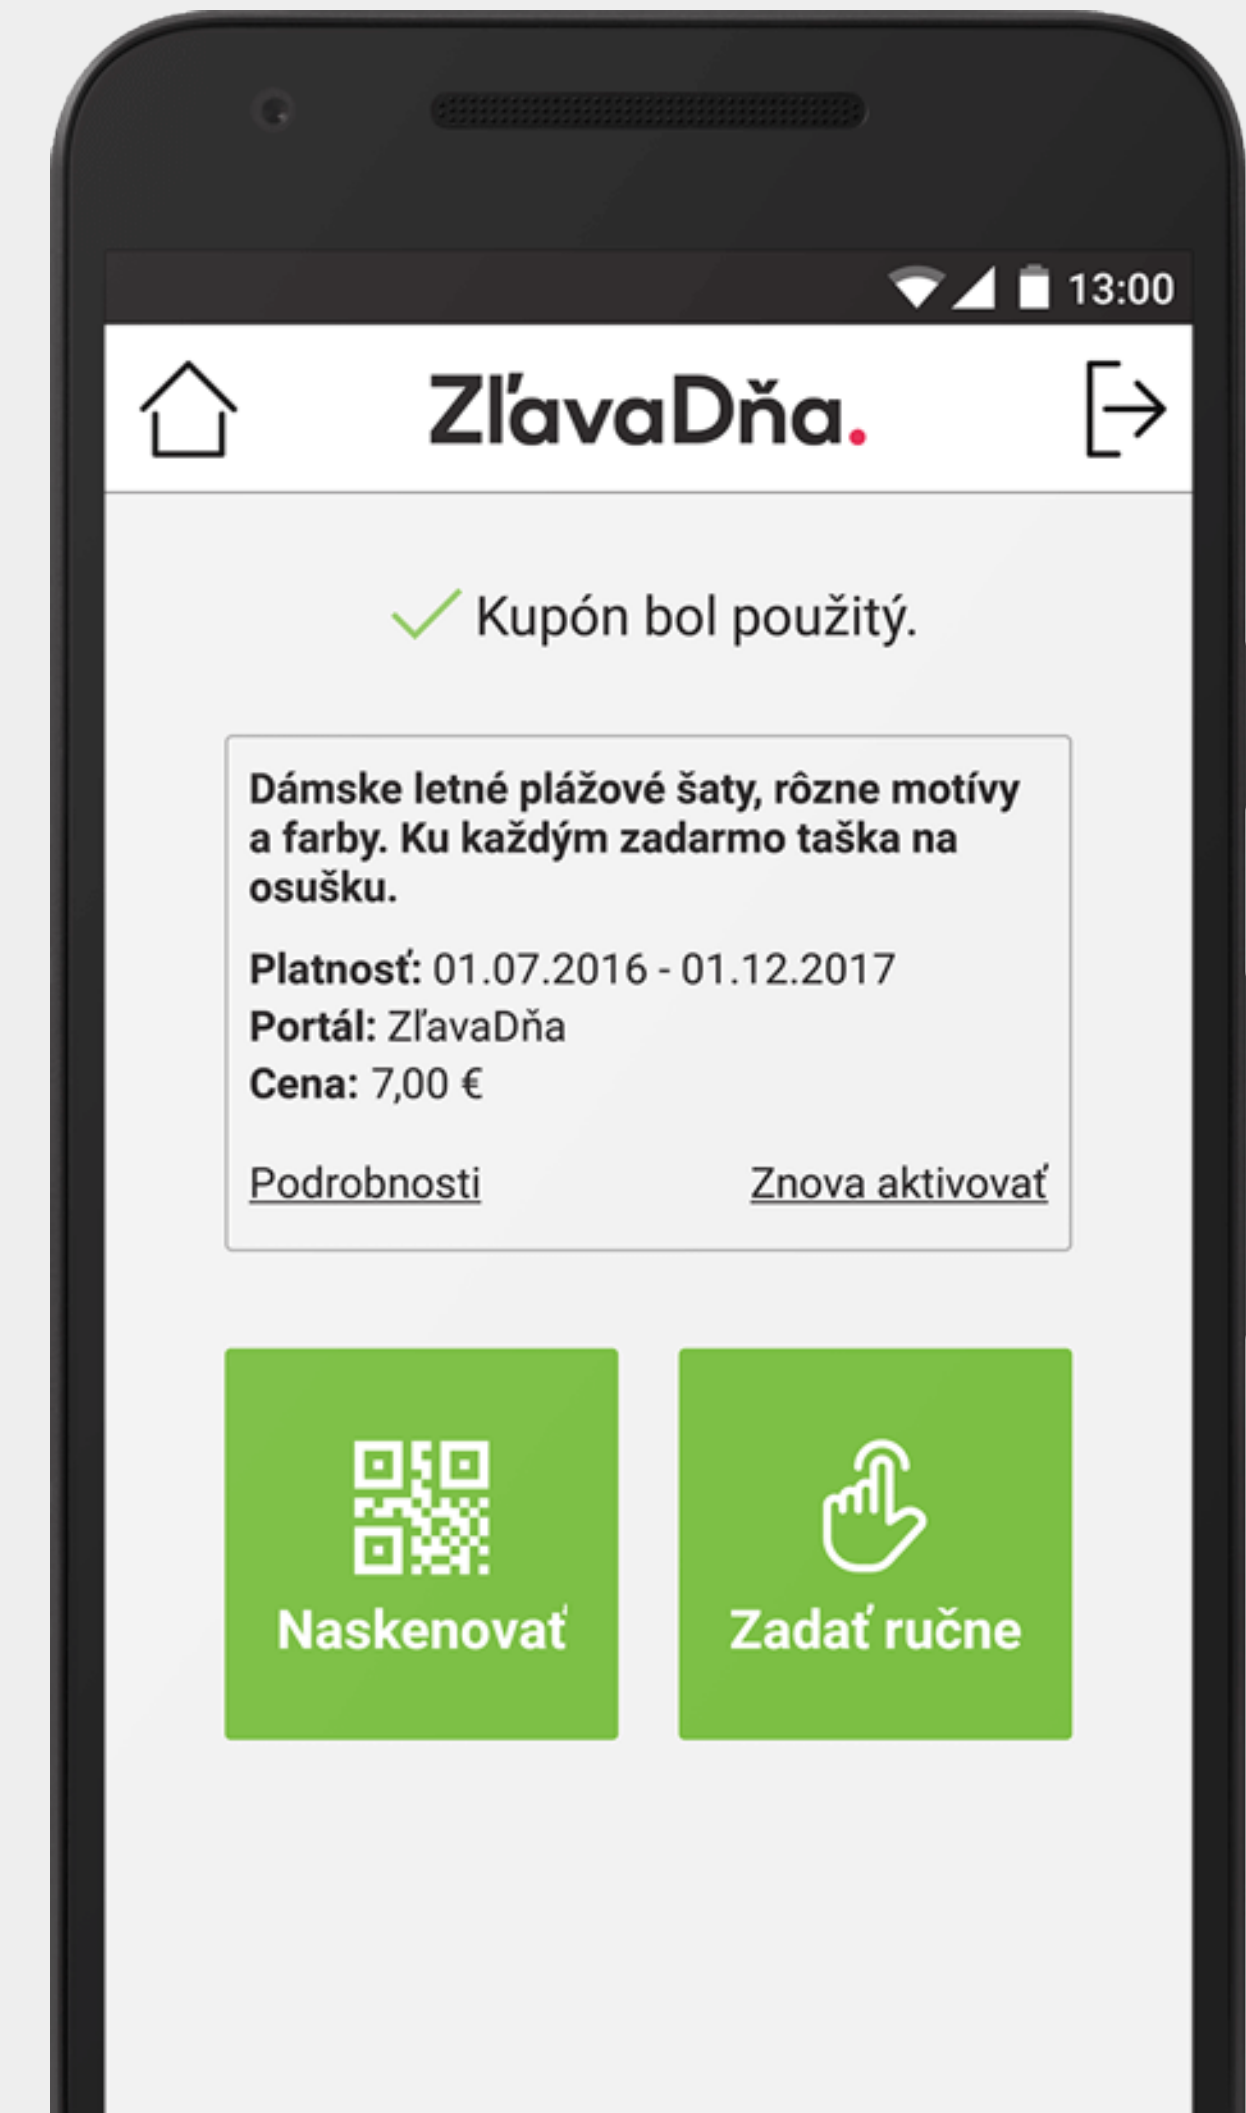 13:00
ZľavaDňa.
Kupón bol použitý.
Dámske letné plážové šaty, rôzne motívy
a farby. Ku každým zadarmo taška na
osušku.
Platnosť: 01.07.2016 - 01.12.2017
Portál: ZľavaDňa
Cena: 7,00 €
Podrobnosti
Znova aktivovať
Naskenovať
Zadať ručne